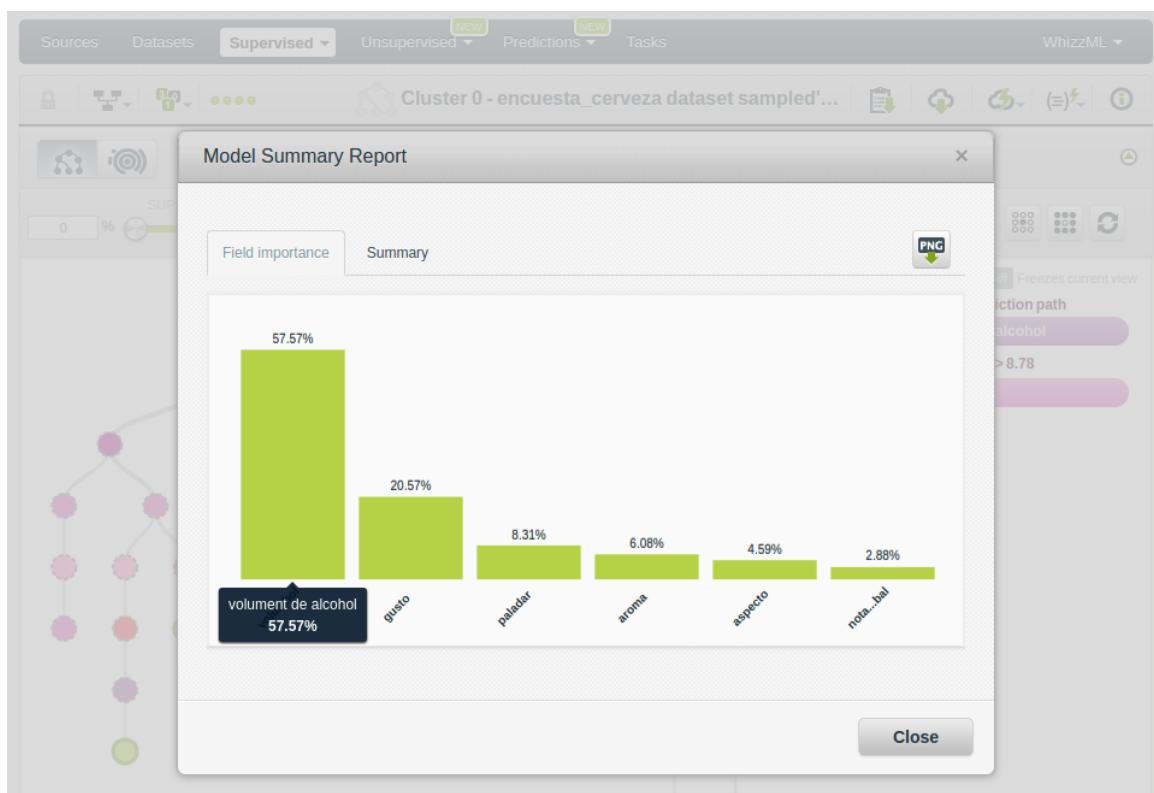 Sources Datasets Supervised Unsupervised NEW Predictions NEW Tasks WhizzML
Cluster 0 - encuesta_cerveza dataset sampled'...
Model Summary Report
×
0 %
Field importance Summary PNG
Freezes current view
57.57%
alcohol
> 8.78
20.57%
8.31%
6.08%
4.59%
2.88%
volument de alcohol
57.57%
gusto
paladar
aroma
aspecto
nota...bal
Close